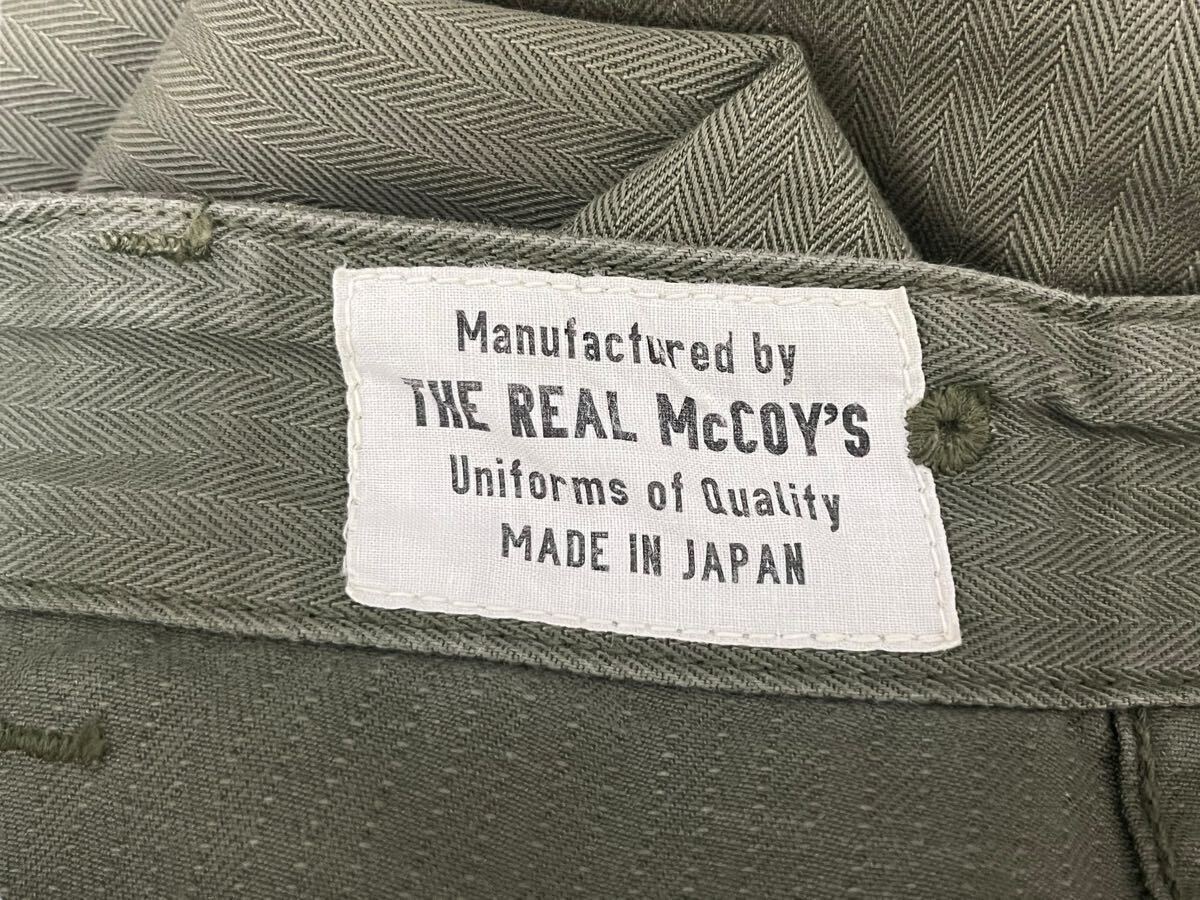 Manufactured by
THE REAL McCOY'S
Uniforms of Quality
MADE IN JAPAN